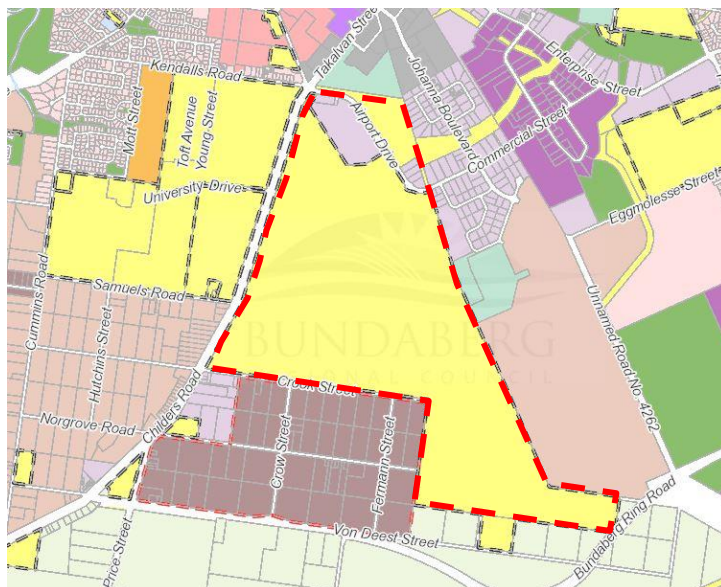 Takalvan Street
Kendalls Road
Johanna Boulevard
Enterprise Street
Matt Street
Toft Avenue
Young Street
Airport Drive
Commercial Street
University Drive
Eggmolesse Street
Cummins Road
Samuels Road
Hutchins Street
Unnamed Road No. 4262
BUNDABERG
REGIONAL COUNCIL
Crook Street
Childers Road
Norgrove Road
Crow Street
Fermann Street
Von Deest Street
Bundaberg Ring Road
Price Street